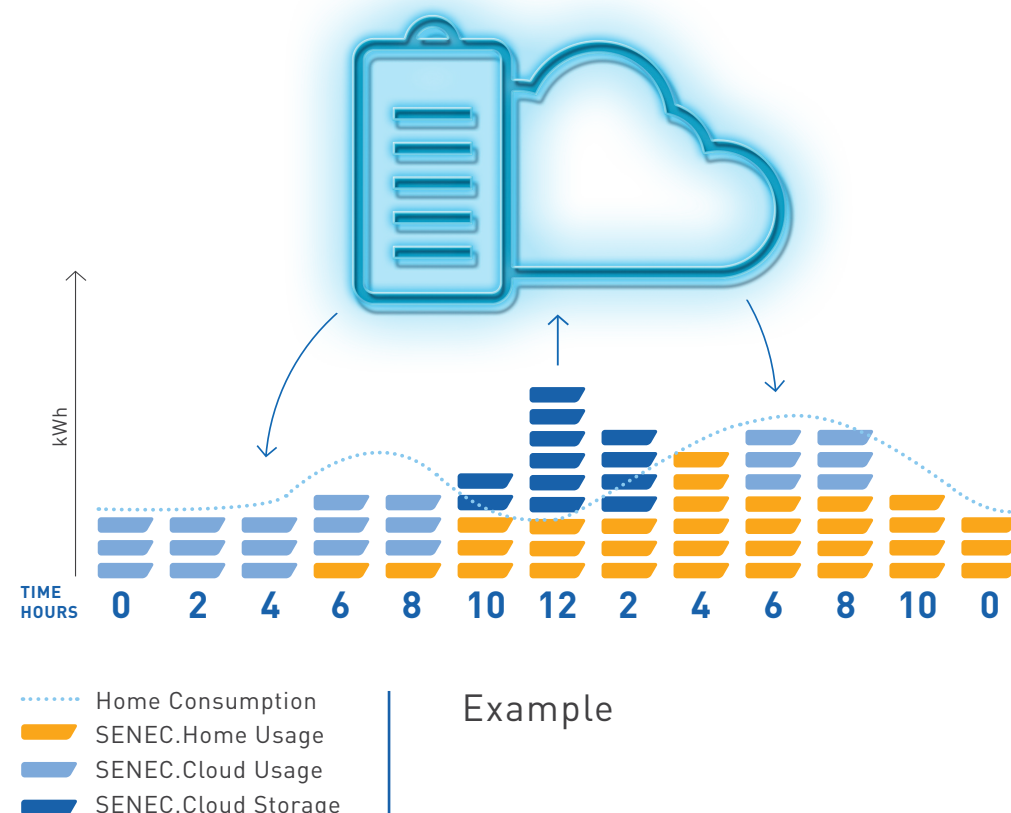 kWh
TIME
HOURS
0 2 4 6 8 10 12 2 4 6 8 10 0
Home Consumption
SENEC.Home Usage
SENEC.Cloud Usage
SENEC.Cloud Storage
Example